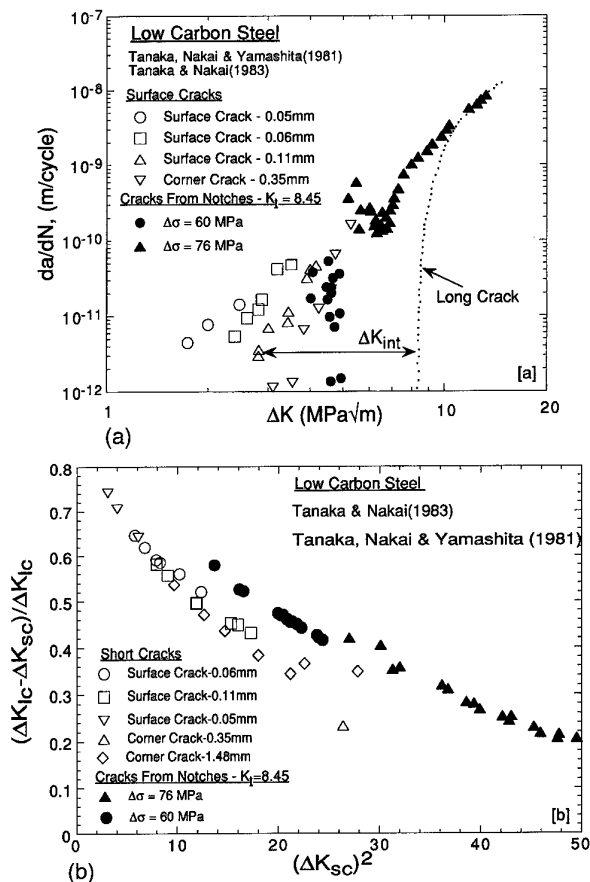 (a)
Low Carbon Steel
Tanaka, Nakai & Yamashita(1981)
Tanaka & Nakai(1983)
Surface Cracks
Surface Crack - 0.05mm
Surface Crack - 0.06mm
Surface Crack - 0.11mm
Corner Crack - 0.35mm
Cracks From Notches - K_t = 8.45
Δσ = 60 MPa
Δσ = 76 MPa
Long Crack
ΔK_int
[a]
da/dN, (m/cycle)
10^-7
10^-8
10^-9
10^-10
10^-11
10^-12
1
2
4
6
8
10
20
ΔK (MPa√m)
(b)
Low Carbon Steel
Tanaka & Nakai(1983)
Tanaka, Nakai & Yamashita (1981)
Short Cracks
Surface Crack-0.06mm
Surface Crack-0.11mm
Surface Crack-0.05mm
Corner Crack-0.35mm
Corner Crack-1.48mm
Cracks From Notches - K_t=8.45
Δσ = 76 MPa
Δσ = 60 MPa
[b]
(ΔK_lc-ΔK_sc)/ΔK_lc
0.8
0.7
0.6
0.5
0.4
0.3
0.2
0.1
0
0
10
20
30
40
50
(ΔK_sc)^2